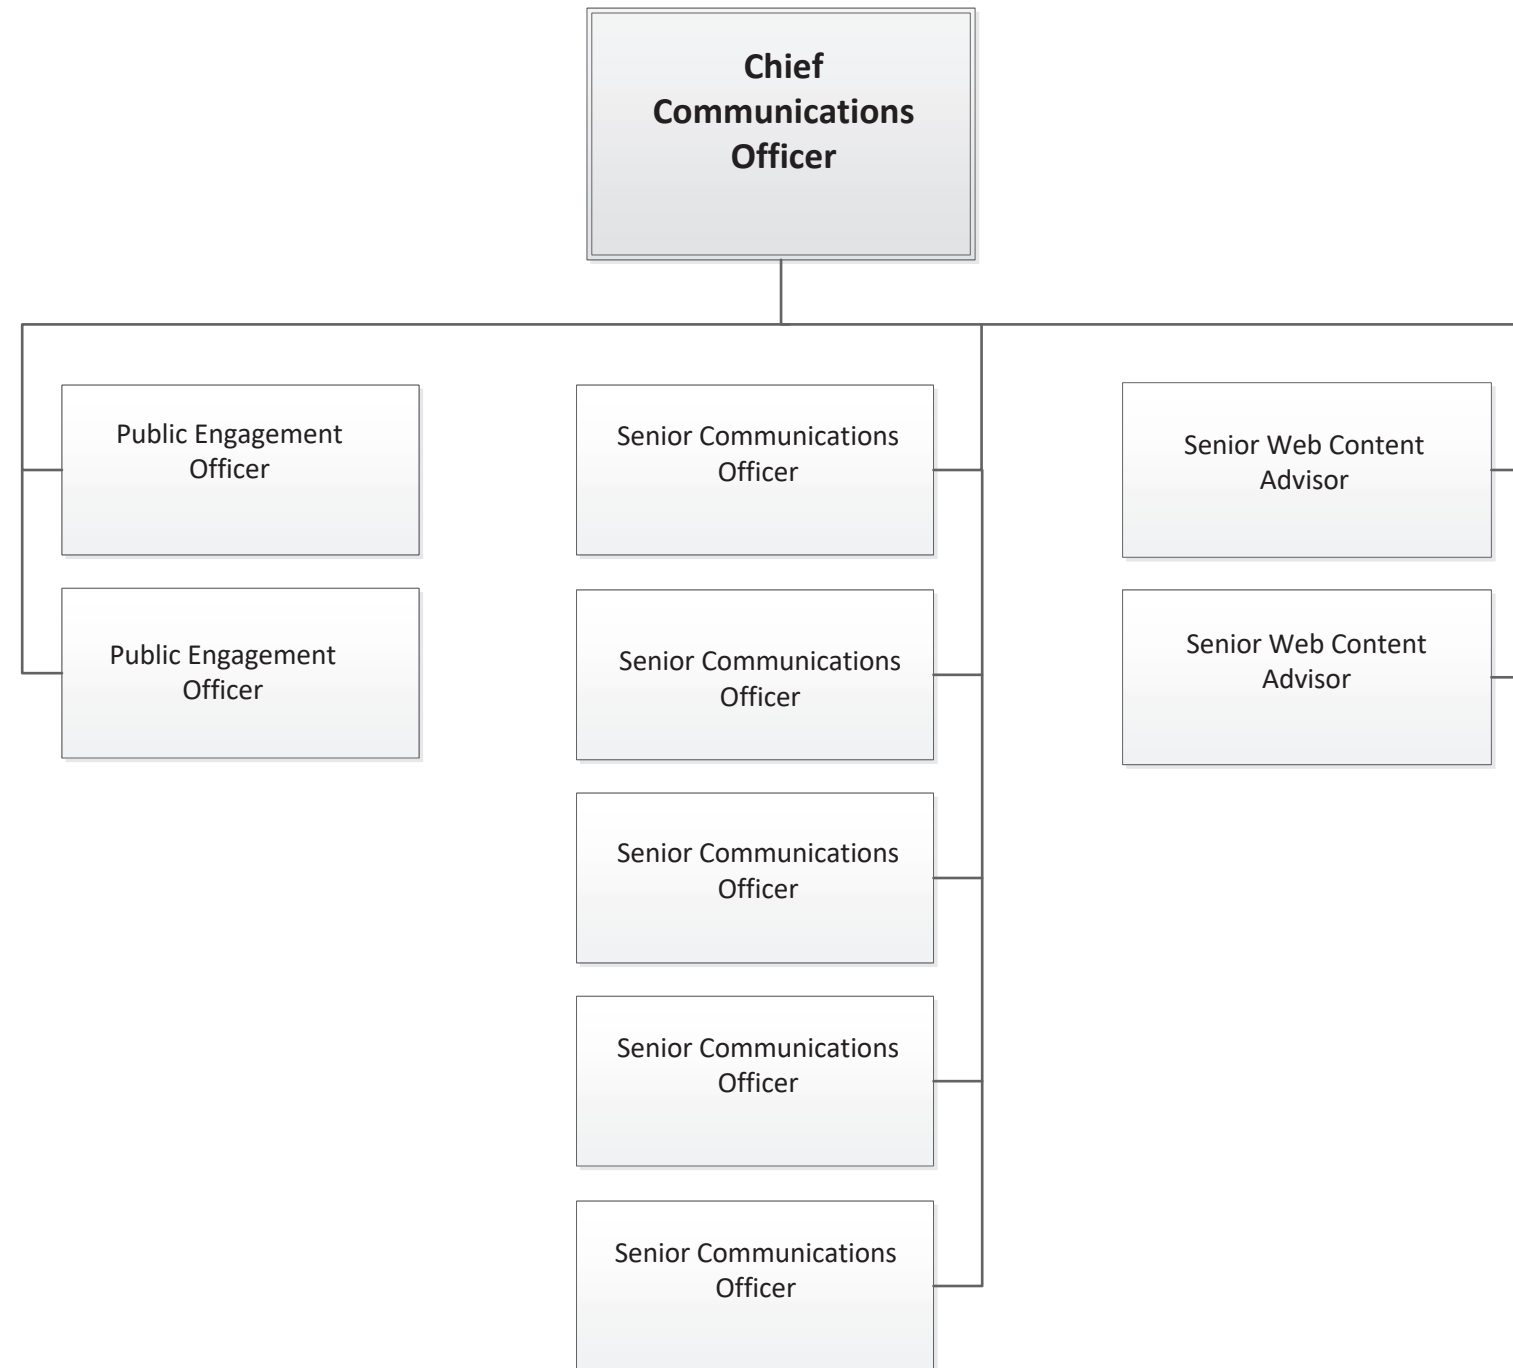 Chief
Communications
Officer
Public Engagement
Officer
Public Engagement
Officer
Senior Communications
Officer
Senior Communications
Officer
Senior Communications
Officer
Senior Communications
Officer
Senior Communications
Officer
Senior Web Content
Advisor
Senior Web Content
Advisor